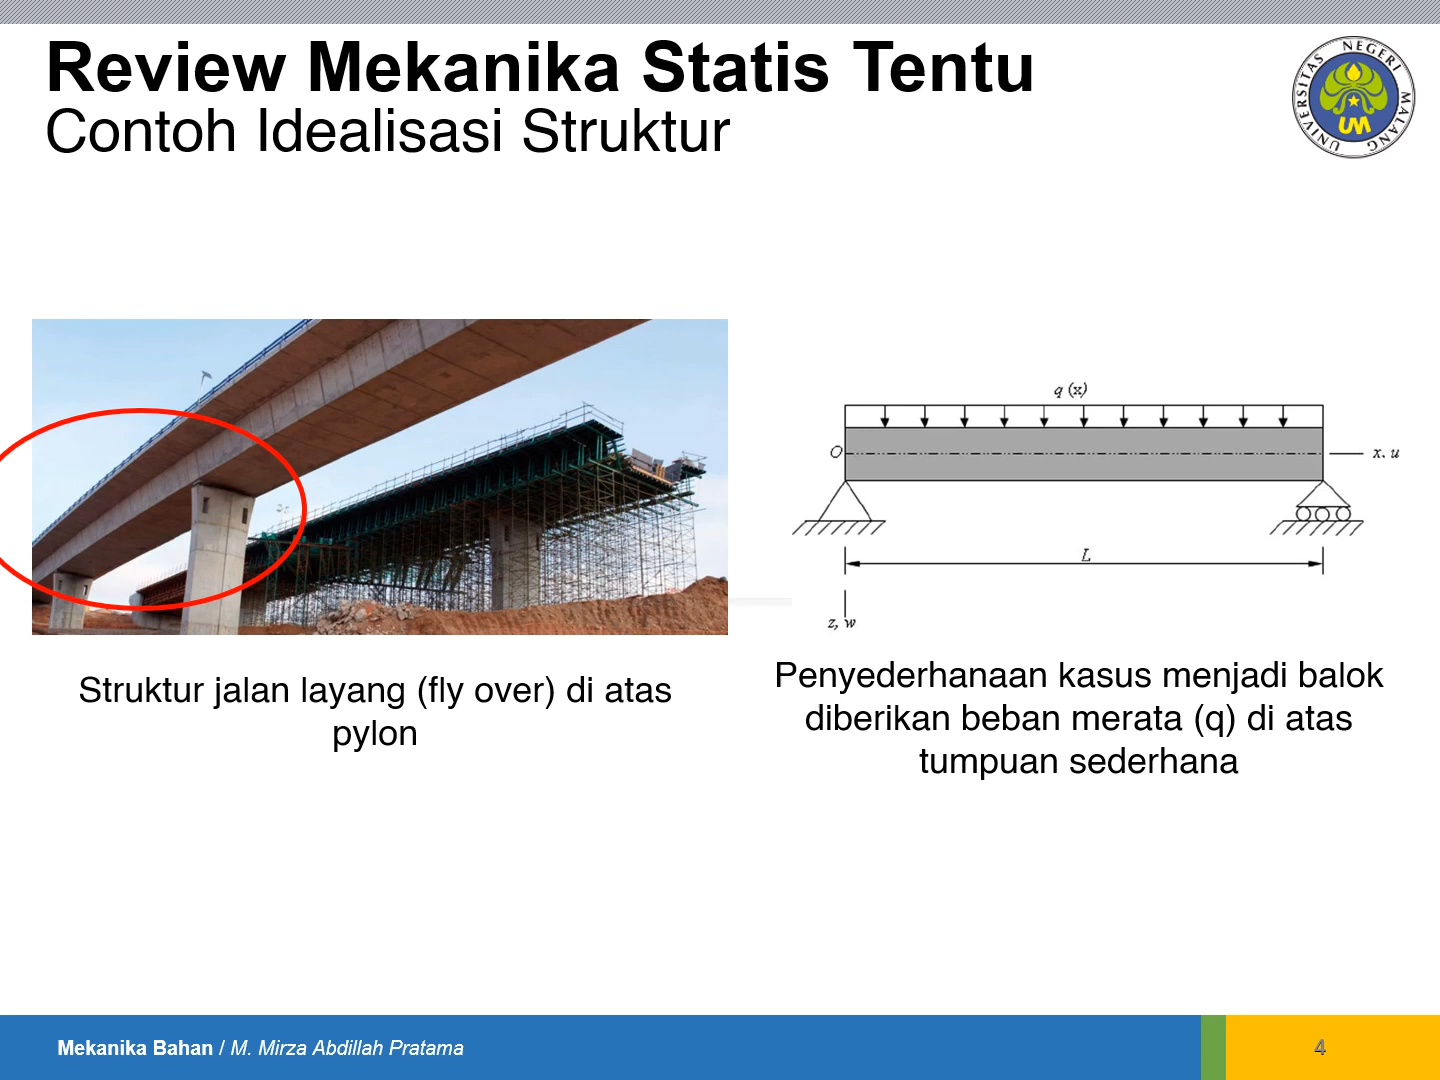 Review Mekanika Statis Tentu
Contoh Idealisasi Struktur
UNIVERSITAS NEGERI MALANG
UM
q (x)
O
x, u
L
z, w
Struktur jalan layang (fly over) di atas
pylon
Penyederhanaan kasus menjadi balok
diberikan beban merata (q) di atas
tumpuan sederhana
Mekanika Bahan / M. Mirza Abdillah Pratama
4